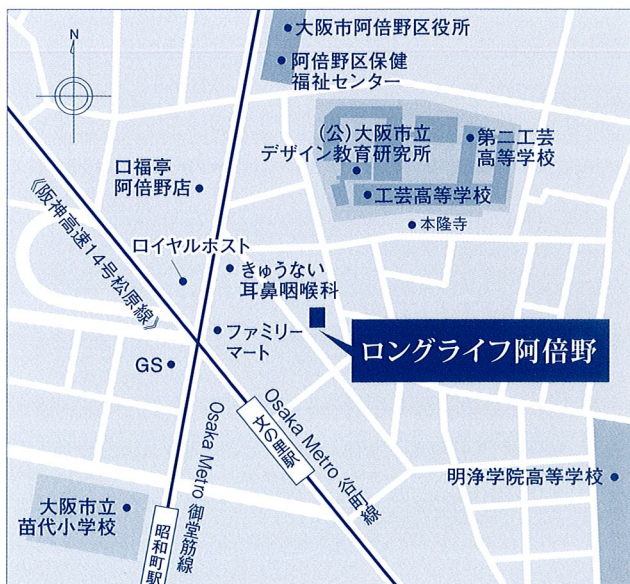 N
大阪市阿倍野区役所
阿倍野区保健
福祉センター
(公)大阪市立
デザイン教育研究所
第二工芸
高等学校
工芸高等学校
本隆寺
口福亭
阿倍野店
《阪神高速14号松原線》
ロイヤルホスト
きゅうない
耳鼻咽喉科
ファミリー
マート
ロングライフ阿倍野
GS
Osaka Metro 谷町線
文の里駅
Osaka Metro 御堂筋線
昭和町駅
大阪市立
苗代小学校
明浄学院高等学校